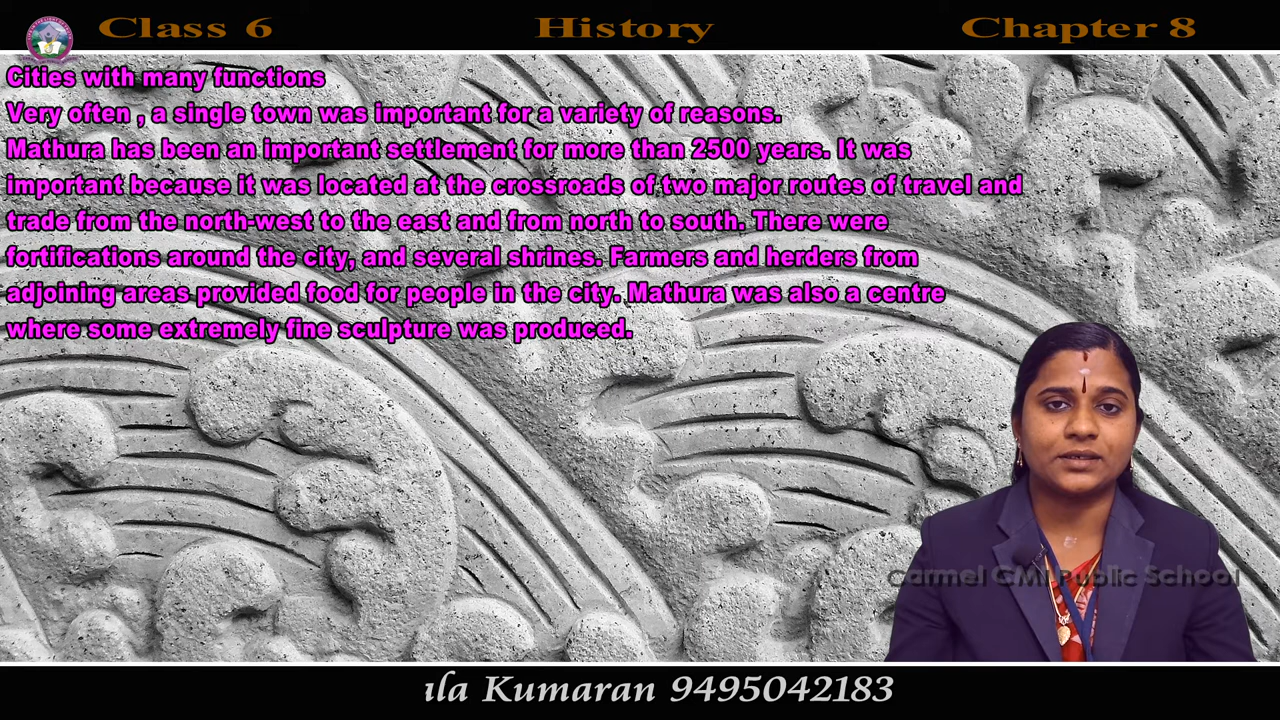 Class 6 History Chapter 8
Cities with many functions
Very often , a single town was important for a variety of reasons.
Mathura has been an important settlement for more than 2500 years. It was
important because it was located at the crossroads of two major routes of travel and
trade from the north-west to the east and from north to south. There were
fortifications around the city, and several shrines. Farmers and herders from
adjoining areas provided food for people in the city. Mathura was also a centre
where some extremely fine sculpture was produced.
Carmel CMI Public School
ila Kumaran 9495042183